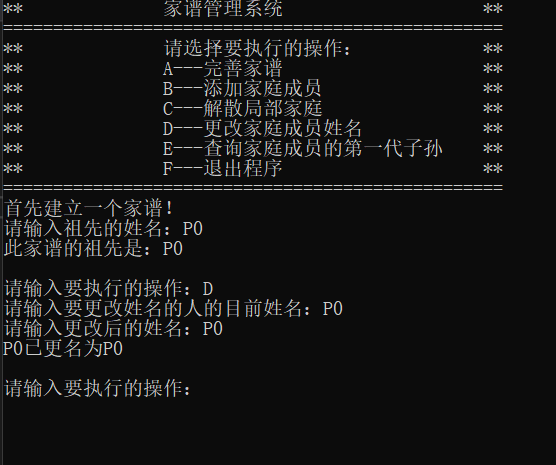 ** 家谱管理系统 **
==================================================
** 请选择要执行的操作： **
** A---完善家谱 **
** B---添加家庭成员 **
** C---解散局部家庭 **
** D---更改家庭成员姓名 **
** E---查询家庭成员的第一代子孙 **
** F---退出程序 **
==================================================
首先建立一个家谱！
请输入祖先的姓名：P0
此家谱的祖先是：P0
请输入要执行的操作：D
请输入要更改姓名的人的目前姓名：P0
请输入更改后的姓名：P0
P0已更名为P0
请输入要执行的操作：